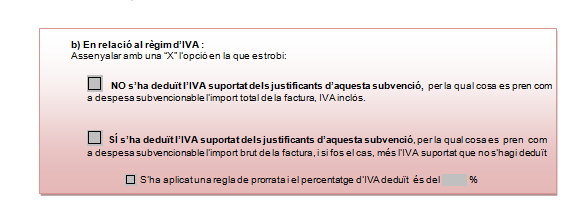 b) En relació al règim d'IVA :
Assenyalar amb una "X" l'opció en la que es trobi:
NO s'ha deduït l'IVA suportat dels justificants d'aquesta subvenció, per la qual cosa es pren com
a despesa subvencionable l'import total de la factura, IVA inclós.
SÍ s'ha deduït l'IVA suportat dels justificants d'aquesta subvenció, per la qual cosa es pren com
a despesa subvencionable l'import brut de la factura, i si fos el cas, més l'IVA suportat que no s'hagi deduït
S'ha aplicat una regla de prorrata i el percentatge d'IVA deduït és del %